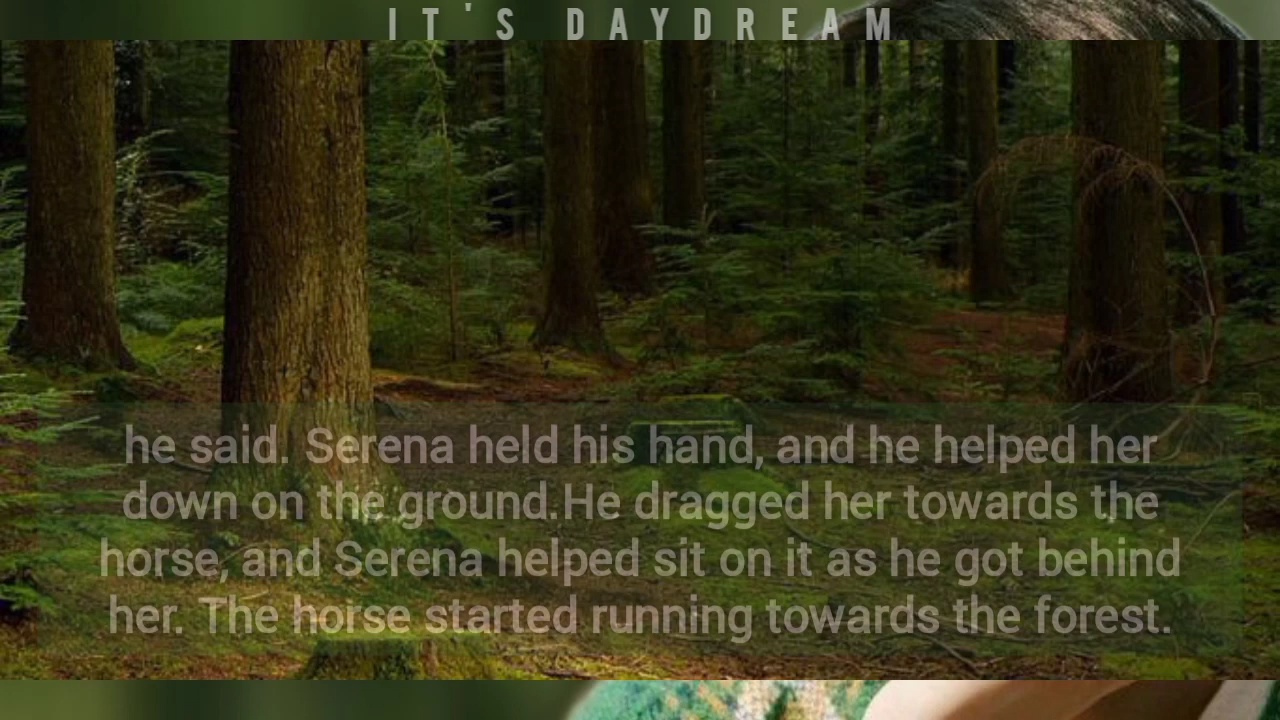 IT'S DAYDREAM
he said. Serena held his hand, and he helped her
down on the ground.He dragged her towards the
horse, and Serena helped sit on it as he got behind
her. The horse started running towards the forest.